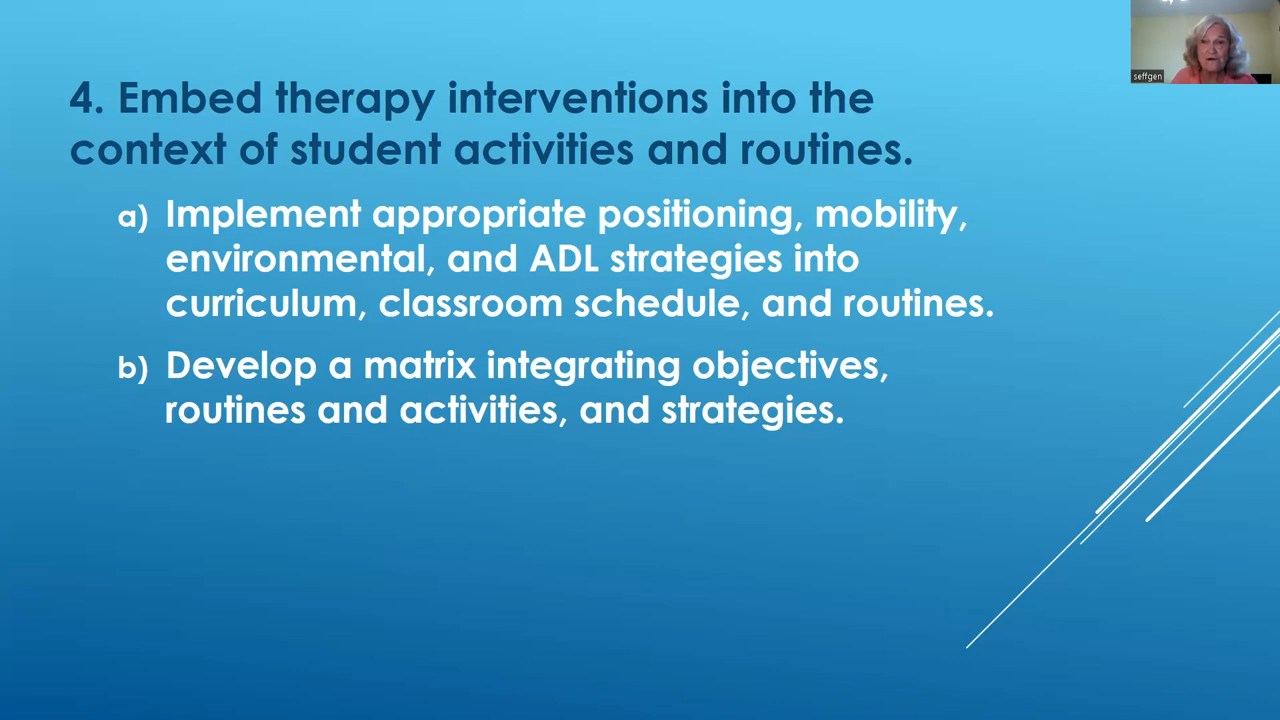 seffgen
4. Embed therapy interventions into the
context of student activities and routines.
a) Implement appropriate positioning, mobility,
environmental, and ADL strategies into
curriculum, classroom schedule, and routines.
b) Develop a matrix integrating objectives,
routines and activities, and strategies.